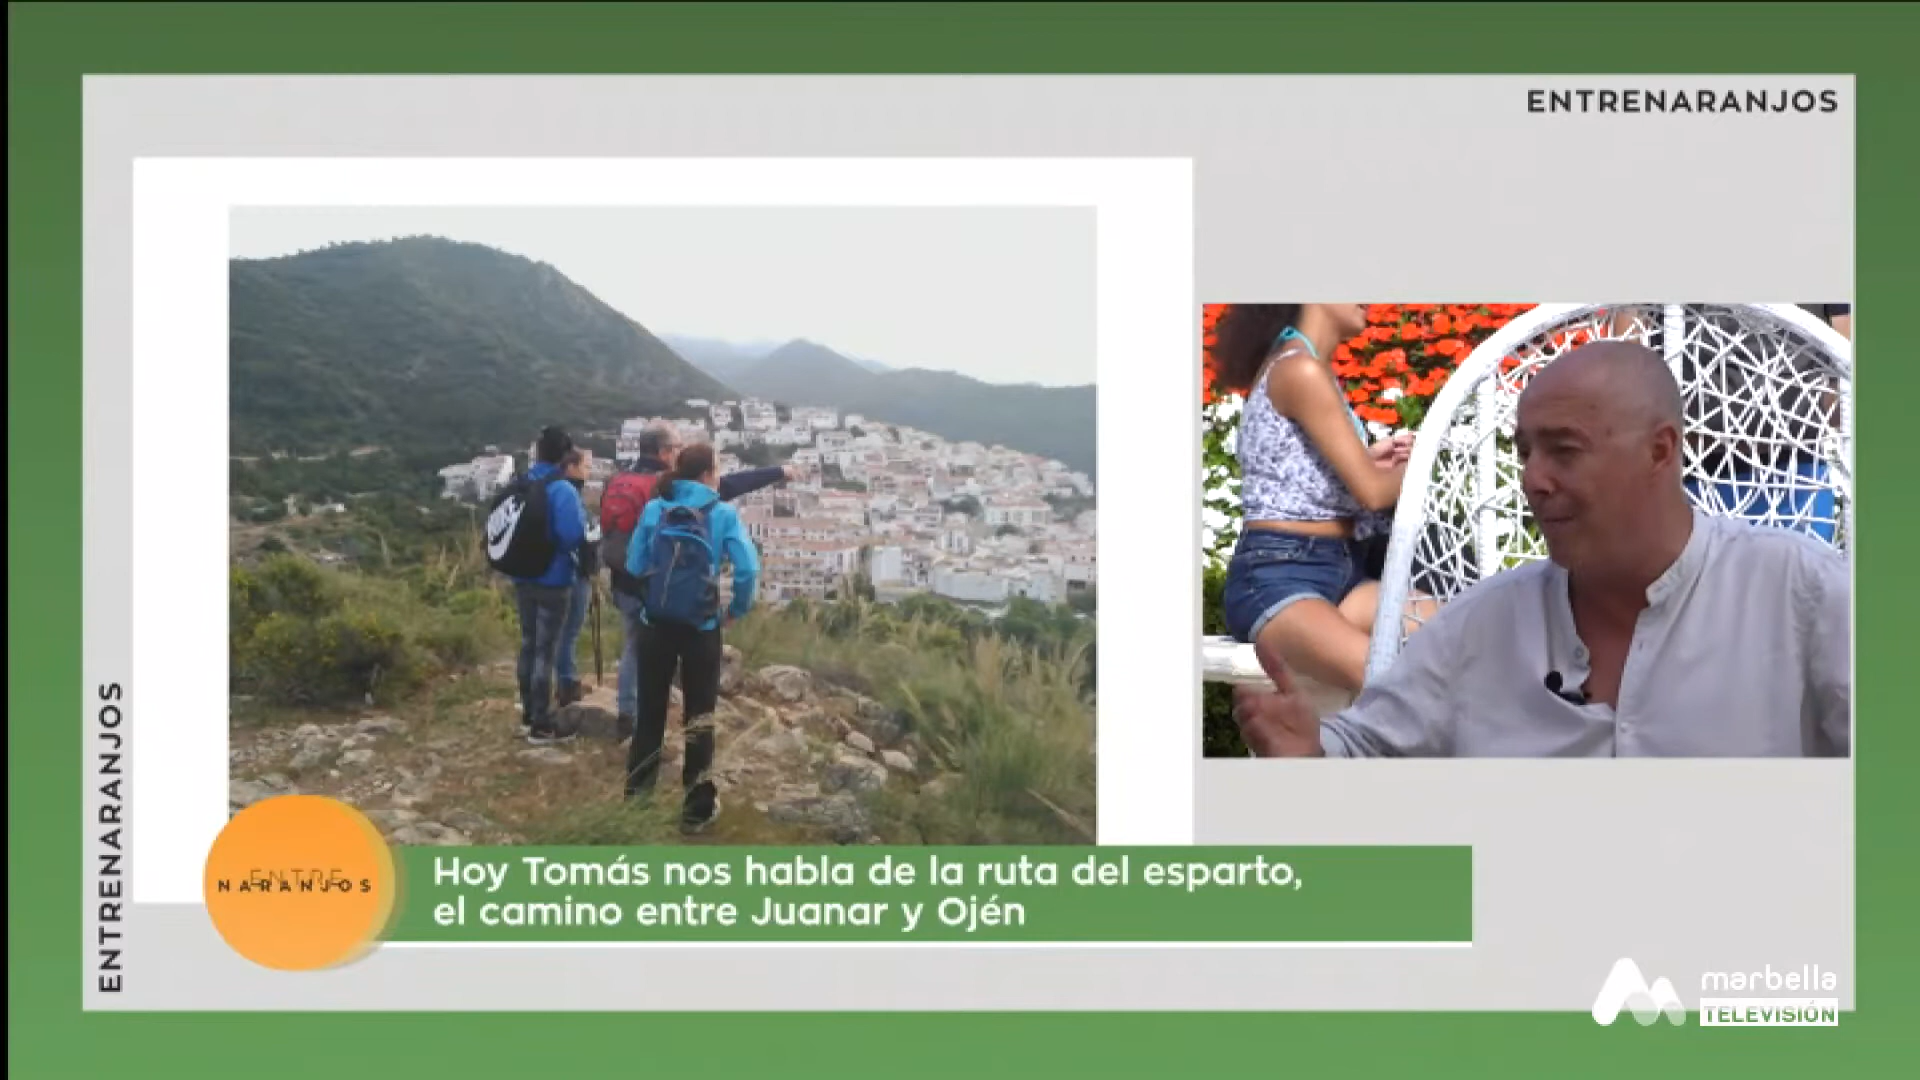 ENTRENARANJOS
ENTRENARANJOS
ENTRE
NARANJOS
Hoy Tomás nos habla de la ruta del esparto,
el camino entre Juanar y Ojén
marbella
TELEVISIÓN